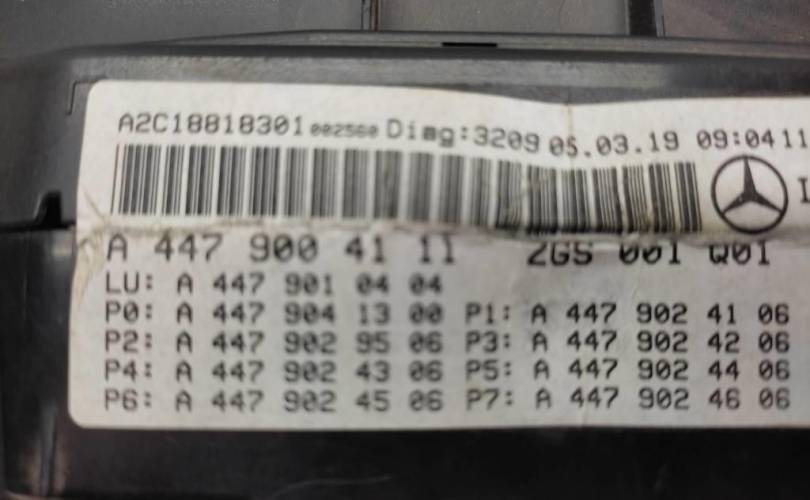 A2C18818301 002560 Dimg:3209 05.03.19 09:04 11
A 447 900 41 11 ZGS 001 Q01
LU: A 447 901 04 04
P0: A 447 904 13 00 P1: A 447 902 41 06
P2: A 447 902 95 06 P3: A 447 902 42 06
P4: A 447 902 43 06 P5: A 447 902 44 06
P6: A 447 902 45 06 P7: A 447 902 46 06